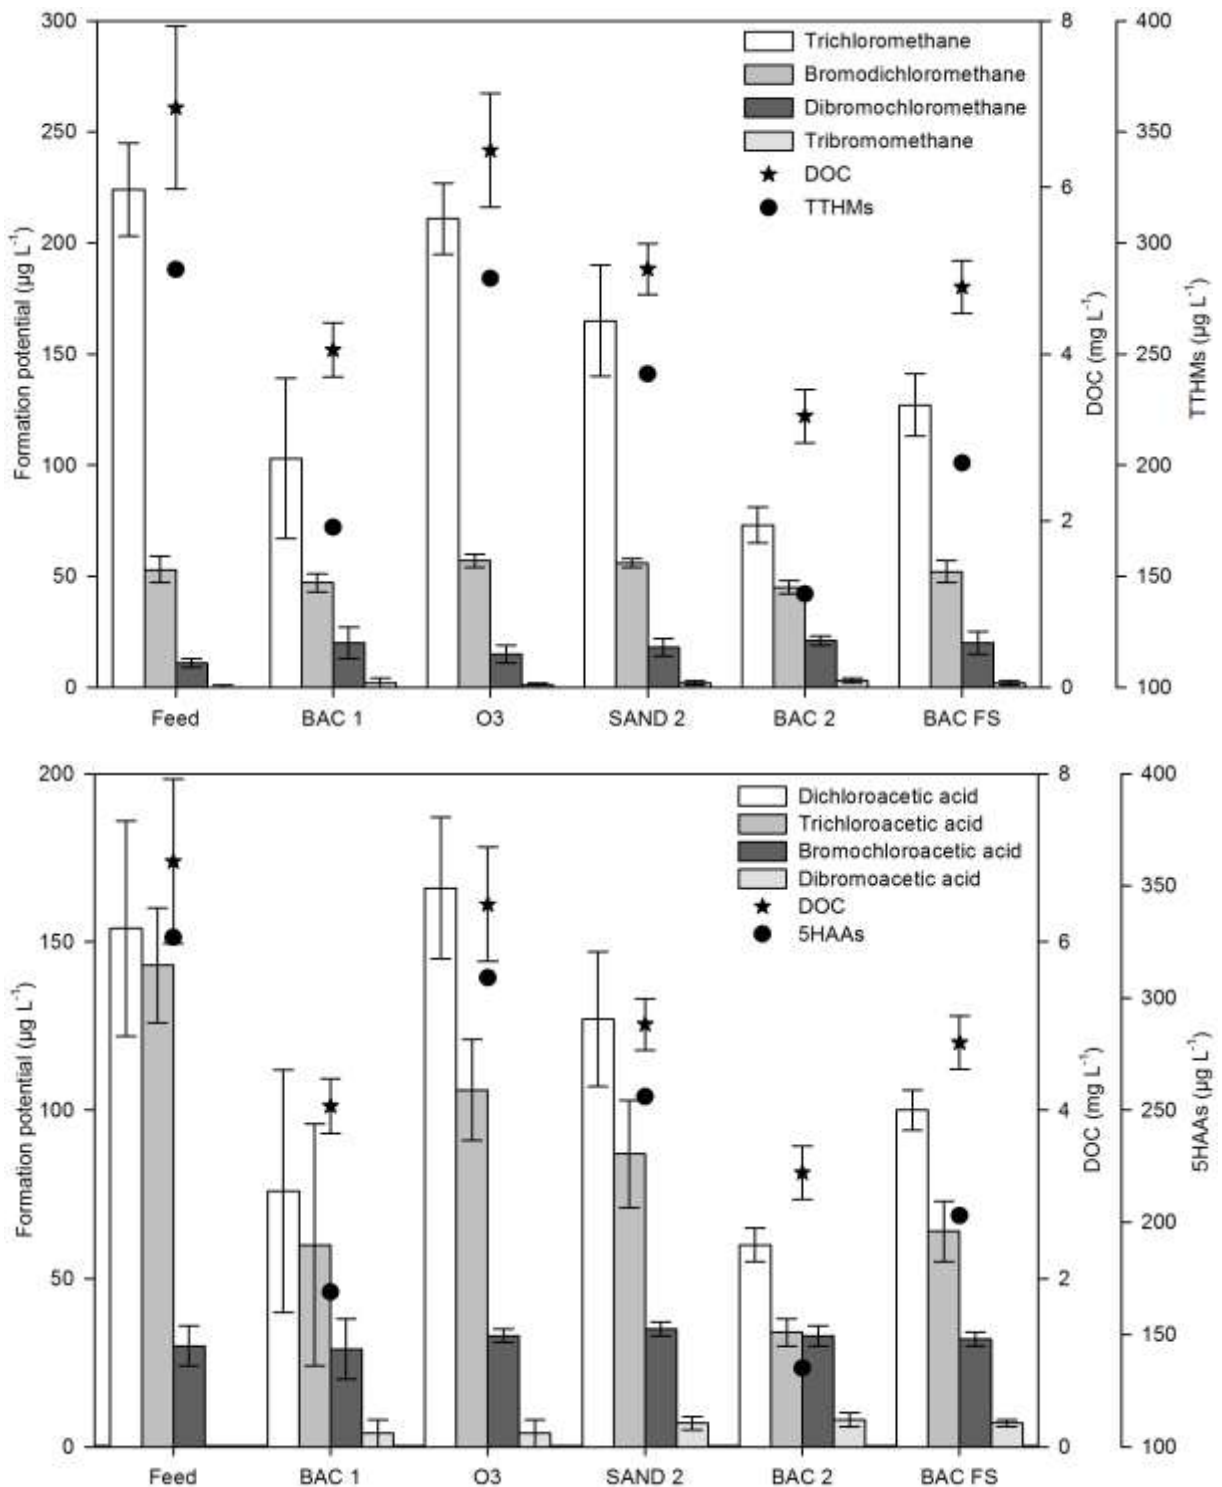 300
250
200
150
100
50
0
Formation potential (µg L⁻¹)
Trichloromethane
Bromodichloromethane
Dibromochloromethane
Tribromomethane
DOC
TTHMs
8
6
4
2
0
DOC (mg L⁻¹)
400
350
300
250
200
150
100
TTHMs (µg L⁻¹)
Feed BAC 1 O3 SAND 2 BAC 2 BAC FS
200
150
100
50
0
Formation potential (µg L⁻¹)
Dichloroacetic acid
Trichloroacetic acid
Bromochloroacetic acid
Dibromoacetic acid
DOC
5HAAs
8
6
4
2
0
DOC (mg L⁻¹)
400
350
300
250
200
150
100
5HAAs (µg L⁻¹)
Feed BAC 1 O3 SAND 2 BAC 2 BAC FS